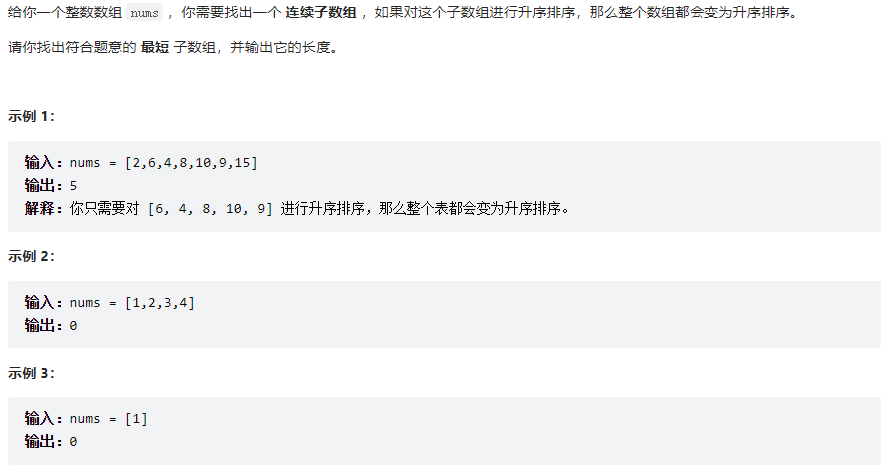 给你一个整数数组 nums ，你需要找出一个 连续子数组 ，如果对这个子数组进行升序排序，那么整个数组都会变为升序排序。
请你找出符合题意的 最短 子数组，并输出它的长度。
示例 1：
输入：nums = [2,6,4,8,10,9,15]
输出：5
解释：你只需要对 [6, 4, 8, 10, 9] 进行升序排序，那么整个表都会变为升序排序。
示例 2：
输入：nums = [1,2,3,4]
输出：0
示例 3：
输入：nums = [1]
输出：0